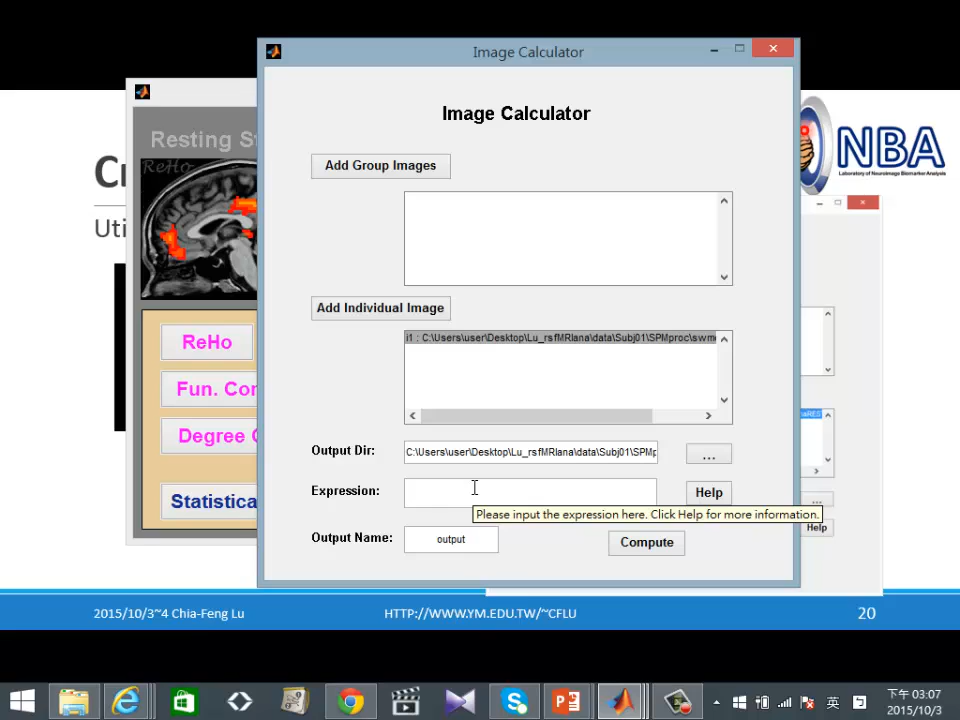 Image Calculator
Image Calculator
Resting St
ReHo
Add Group Images
NBA
Laboratory of Neuroimage Biomarker Analysis
Uti
Add Individual Image
i1 : C:\Users\user\Desktop\Lu_rsfMRIana\data\Subj01\SPMproc\swm
ReHo
Fun. Con
Degree
Output Dir:
C:\Users\user\Desktop\Lu_rsfMRIana\data\Subj01\SPMp
...
Expression:
Help
Statistica
Please input the expression here. Click Help for more information.
Help
Output Name:
output
Compute
2015/10/3~4 Chia-Feng Lu
HTTP://WWW.YM.EDU.TW/~CFLU
20
英
下午 03:07
2015/10/3